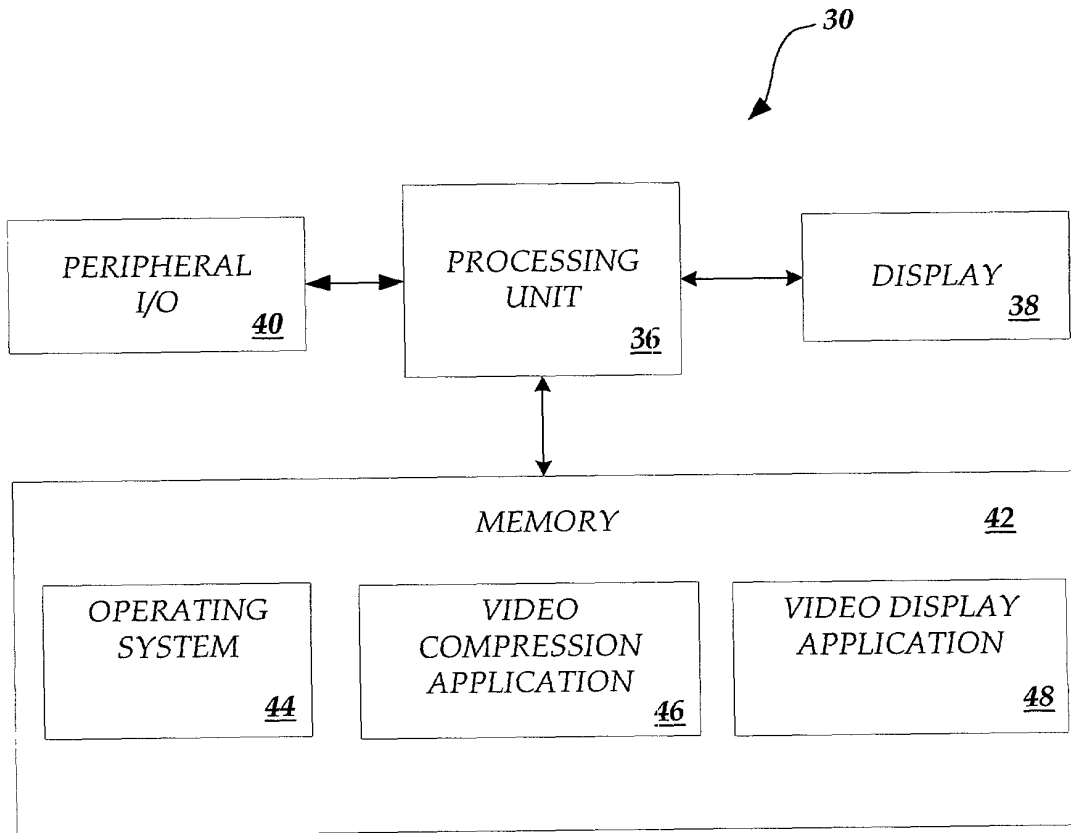 30
PERIPHERAL
I/O
40
PROCESSING
UNIT
36
DISPLAY
38
MEMORY
42
OPERATING
SYSTEM
44
VIDEO
COMPRESSION
APPLICATION
46
VIDEO DISPLAY
APPLICATION
48